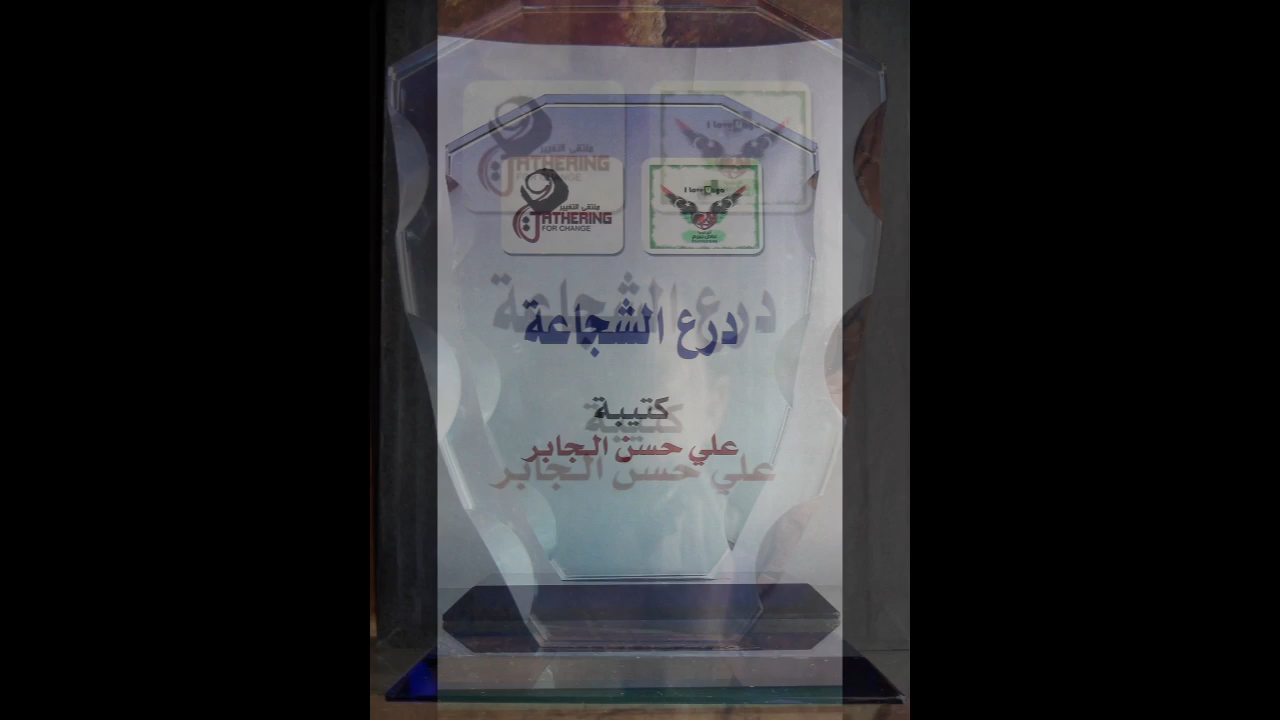 ملتقى التغيير
GATHERING
FOR CHANGE
I love Libya
درع الشجاعة
كتيبة
علي حسن الجابر